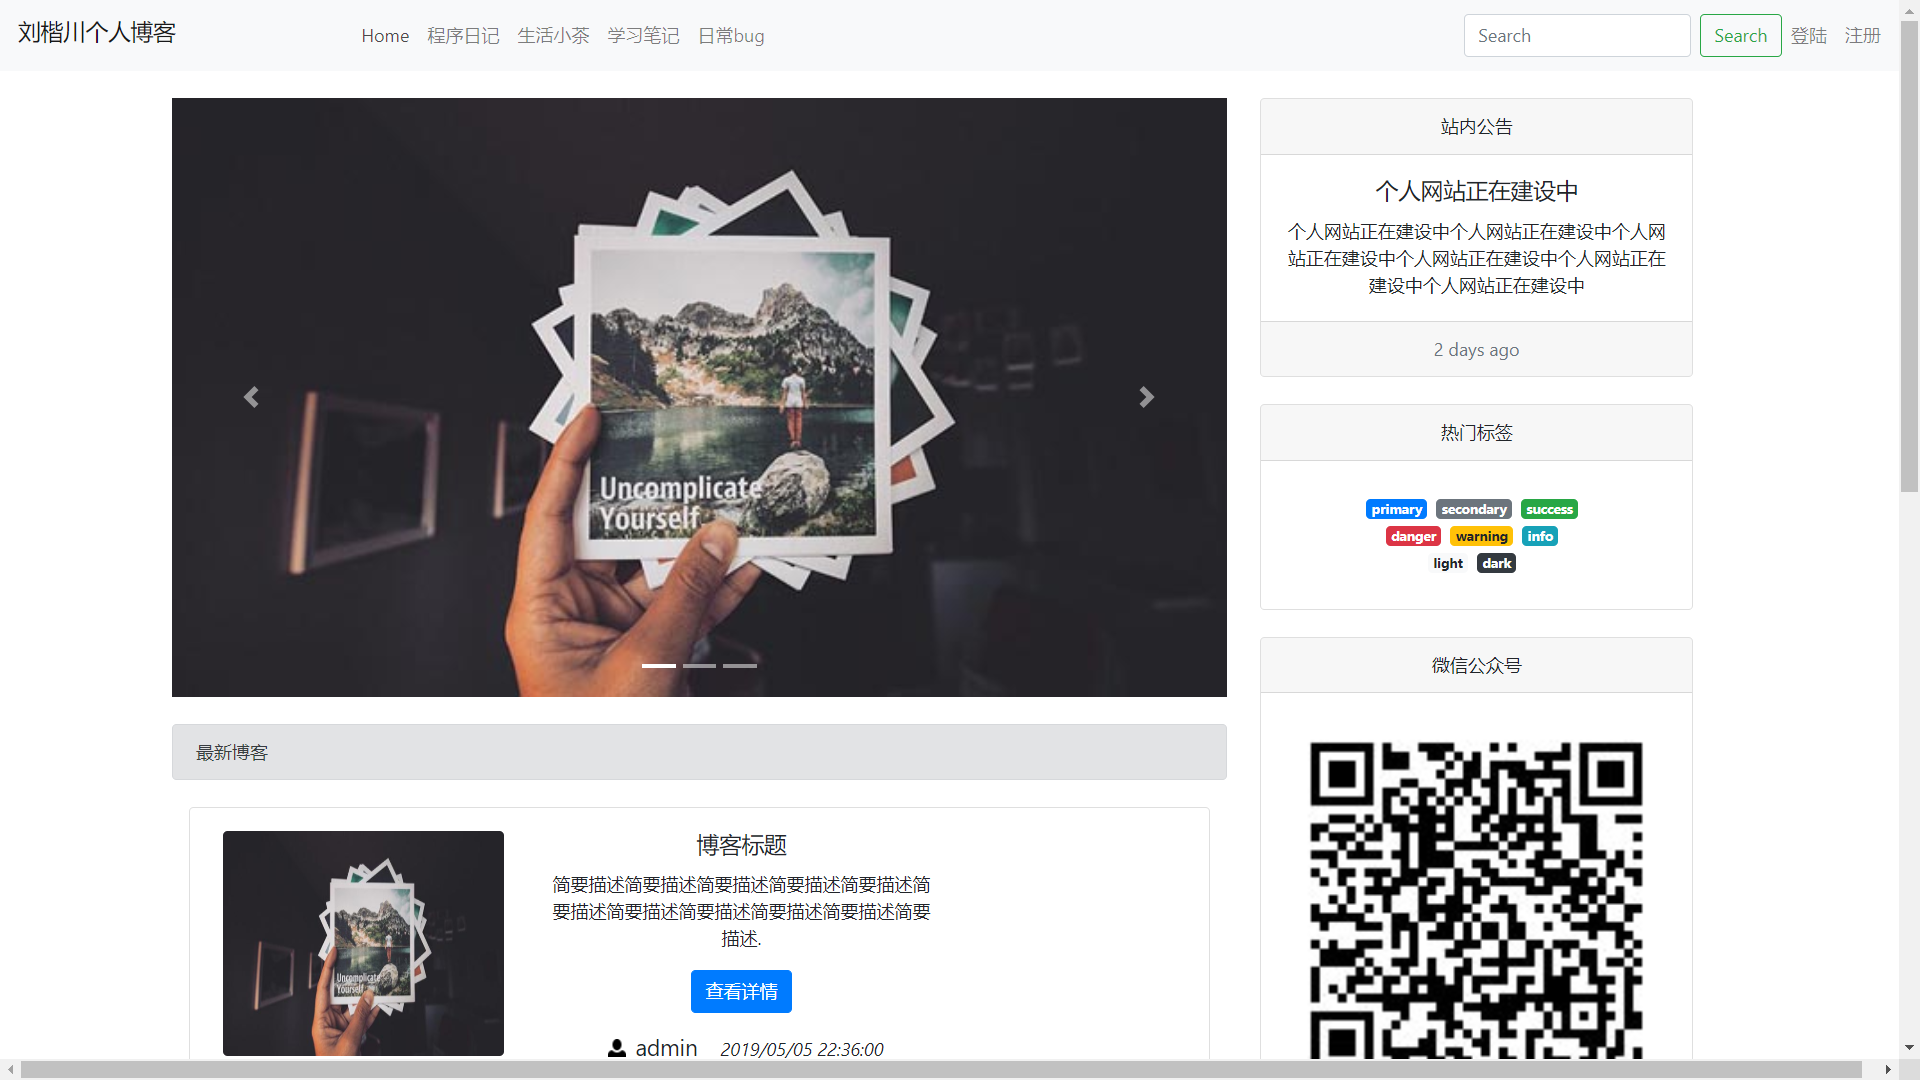 刘楷川个人博客
Home 程序日记 生活小茶 学习笔记 日常bug
Search Search 登陆 注册
Uncomplicate
Yourself
站内公告
个人网站正在建设中
个人网站正在建设中个人网站正在建设中个人网
站正在建设中个人网站正在建设中个人网站正在
建设中个人网站正在建设中
2 days ago
热门标签
primary secondary success
danger warning info
light dark
微信公众号
最新博客
Uncomplicate
Yourself
博客标题
简要描述简要描述简要描述简要描述简要描述简
要描述简要描述简要描述简要描述简要描述简要
描述.
查看详情
admin 2019/05/05 22:36:00